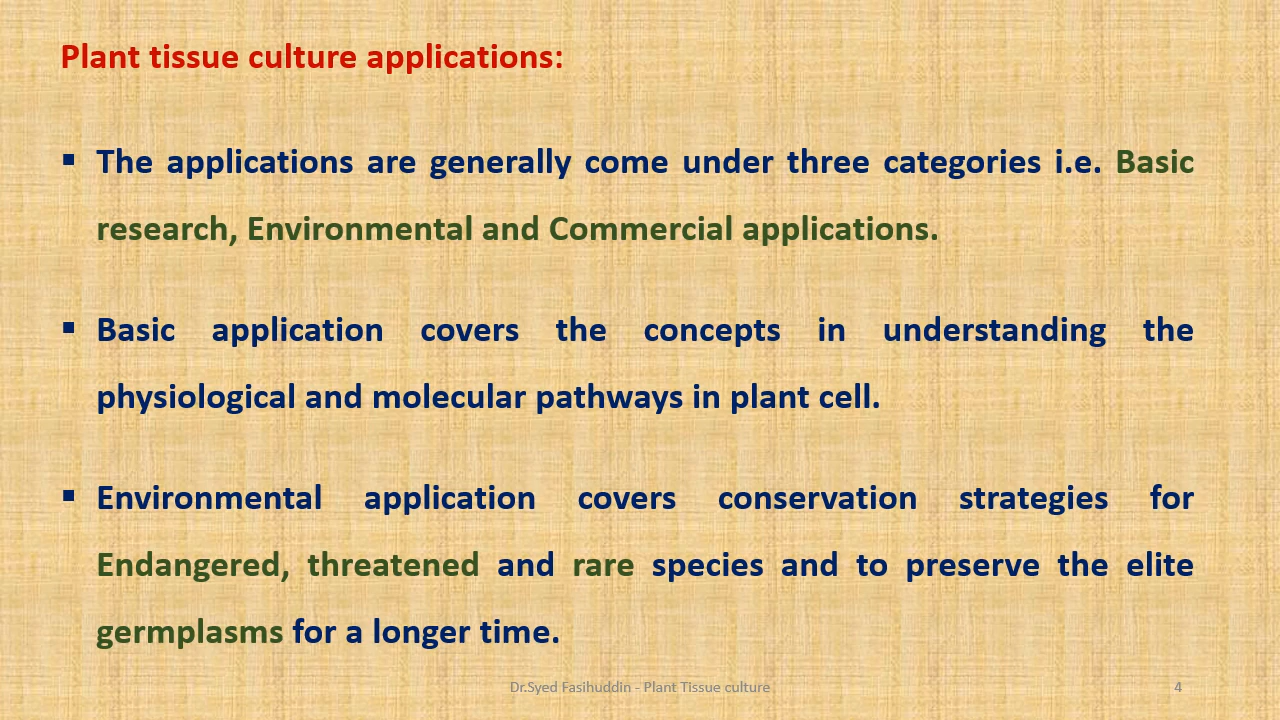 Plant tissue culture applications:
▪ The applications are generally come under three categories i.e. Basic
research, Environmental and Commercial applications.
▪ Basic application covers the concepts in understanding the
physiological and molecular pathways in plant cell.
▪ Environmental application covers conservation strategies for
Endangered, threatened and rare species and to preserve the elite
germplasms for a longer time.
Dr.Syed Fasihuddin - Plant Tissue culture
4